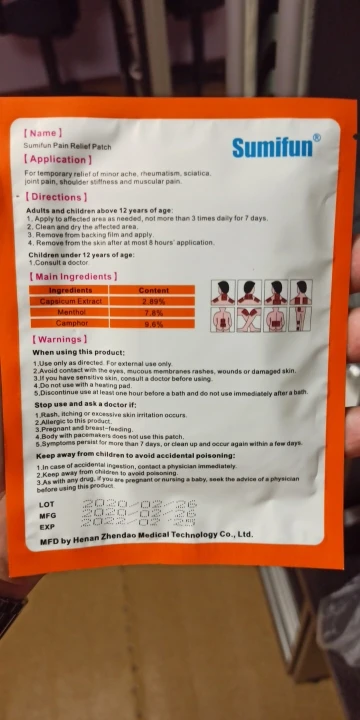 [ Name ]
Sumifun Pain Relief Patch
Sumifun®
[ Application ]
For temporary relief of minor ache, rheumatism, sciatica,
joint pain, shoulder stiffness and muscular pain.
[ Directions ]
Adults and children above 12 years of age:
1. Apply to affected area as needed, not more than 3 times daily for 7 days.
2. Clean and dry the affected area.
3. Remove from backing film and apply.
4. Remove from the skin after at most 8 hours' application.
Children under 12 years of age:
1.Consult a doctor.
[ Main Ingredients ]
Ingredients Content
Capsicum Extract 2.89%
Menthol 7.8%
Camphor 9.6%
[ Warnings ]
When using this product:
1.Use only as directed. For external use only.
2.Avoid contact with the eyes, mucous membranes rashes, wounds or damaged skin.
3.If you have sensitive skin, consult a doctor before using.
4.Do not use with a heating pad.
5.Discontinue use at least one hour before a bath and do not use immediately after a bath.
Stop use and ask a doctor if:
1.Rash, itching or excessive skin irritation occurs.
2.Allergic to this product.
3.Pregnant and breast-feeding.
4.Body with pacemakers does not use this patch.
5.Symptoms persist for more than 7 days, or clean up and occur again within a few days.
Keep away from children to avoid accidental poisoning:
1.In case of accidental ingestion, contact a physician immediately.
2.Keep away from children to avoid poisoning.
3.As with any drug, if you are pregnant or nursing a baby, seek the advice of a physician
before using this product.
LOT 2020/02/26
MFG 2020/02/26
EXP 2022/02/25
MFD by Henan Zhendao Medical Technology Co., Ltd.